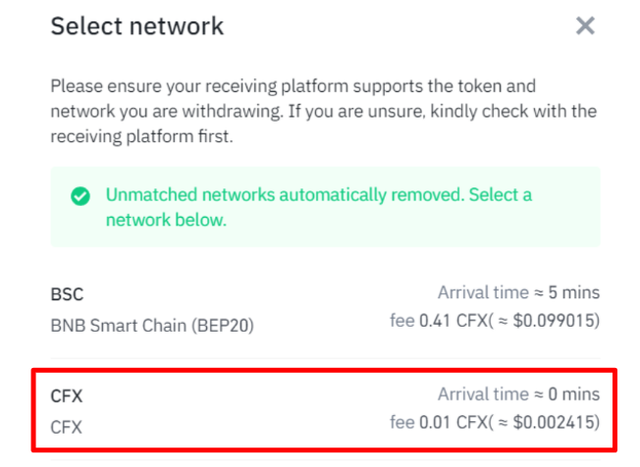 Select network
Please ensure your receiving platform supports the token and
network you are withdrawing. If you are unsure, kindly check with the
receiving platform first.
Unmatched networks automatically removed. Select a
network below.
BSC
Arrival time ≈ 5 mins
BNB Smart Chain (BEP20)
fee 0.41 CFX( ≈ $0.099015)
CFX
Arrival time ≈ 0 mins
CFX
fee 0.01 CFX( ≈ $0.002415)